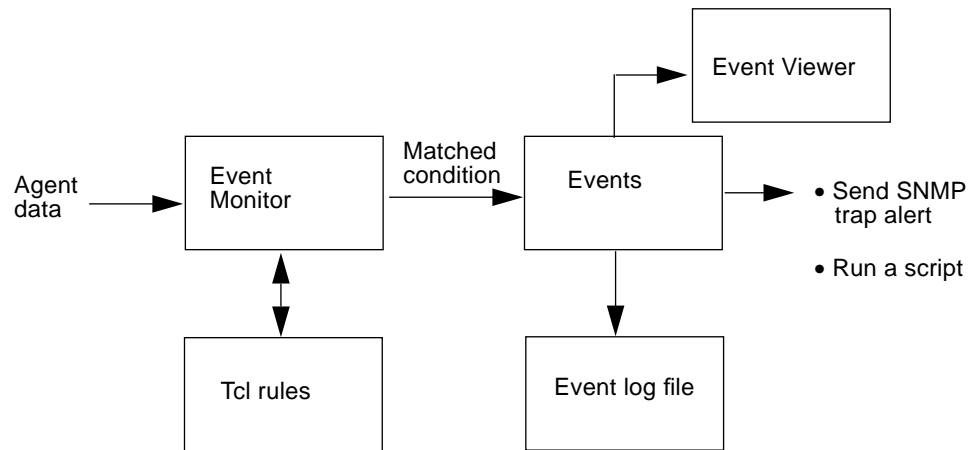 Event Viewer
Agent
data
Event
Monitor
Matched
condition
Events
• Send SNMP
trap alert
• Run a script
Tcl rules
Event log file